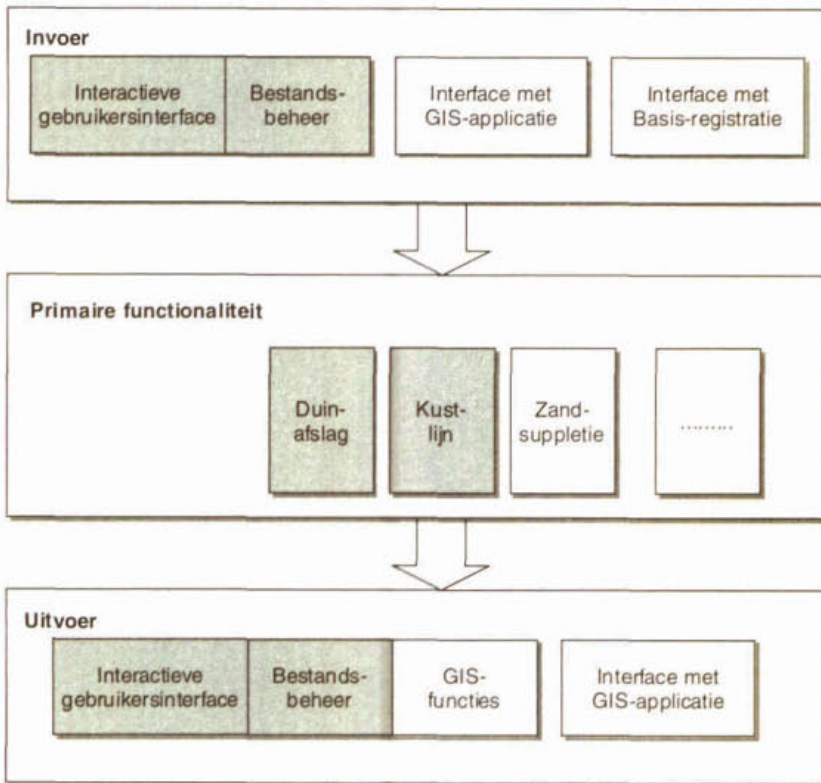 Invoer
Interactieve
gebruikersinterface
Bestands-
beheer
Interface met
GIS-applicatie
Interface met
Basis-registratie
Primaire functionaliteit
Duin-
afslag
Kust-
lijn
Zand-
suppletie
.........
Uitvoer
Interactieve
gebruikersinterface
Bestands-
beheer
GIS-
functies
Interface met
GIS-applicatie